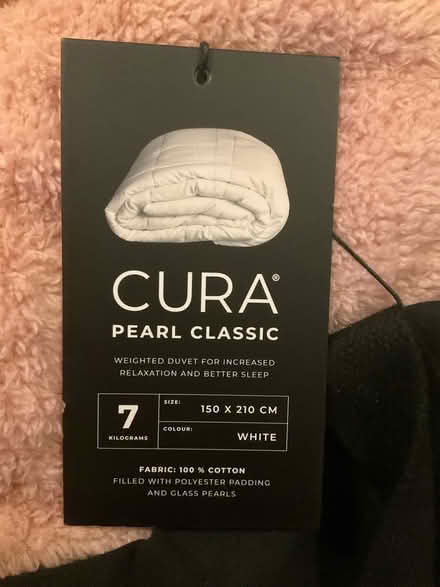 CURA®
PEARL CLASSIC
WEIGHTED DUVET FOR INCREASED
RELAXATION AND BETTER SLEEP
7
KILOGRAMS
SIZE:
150 X 210 CM
COLOUR:
WHITE
FABRIC: 100 % COTTON
FILLED WITH POLYESTER PADDING
AND GLASS PEARLS